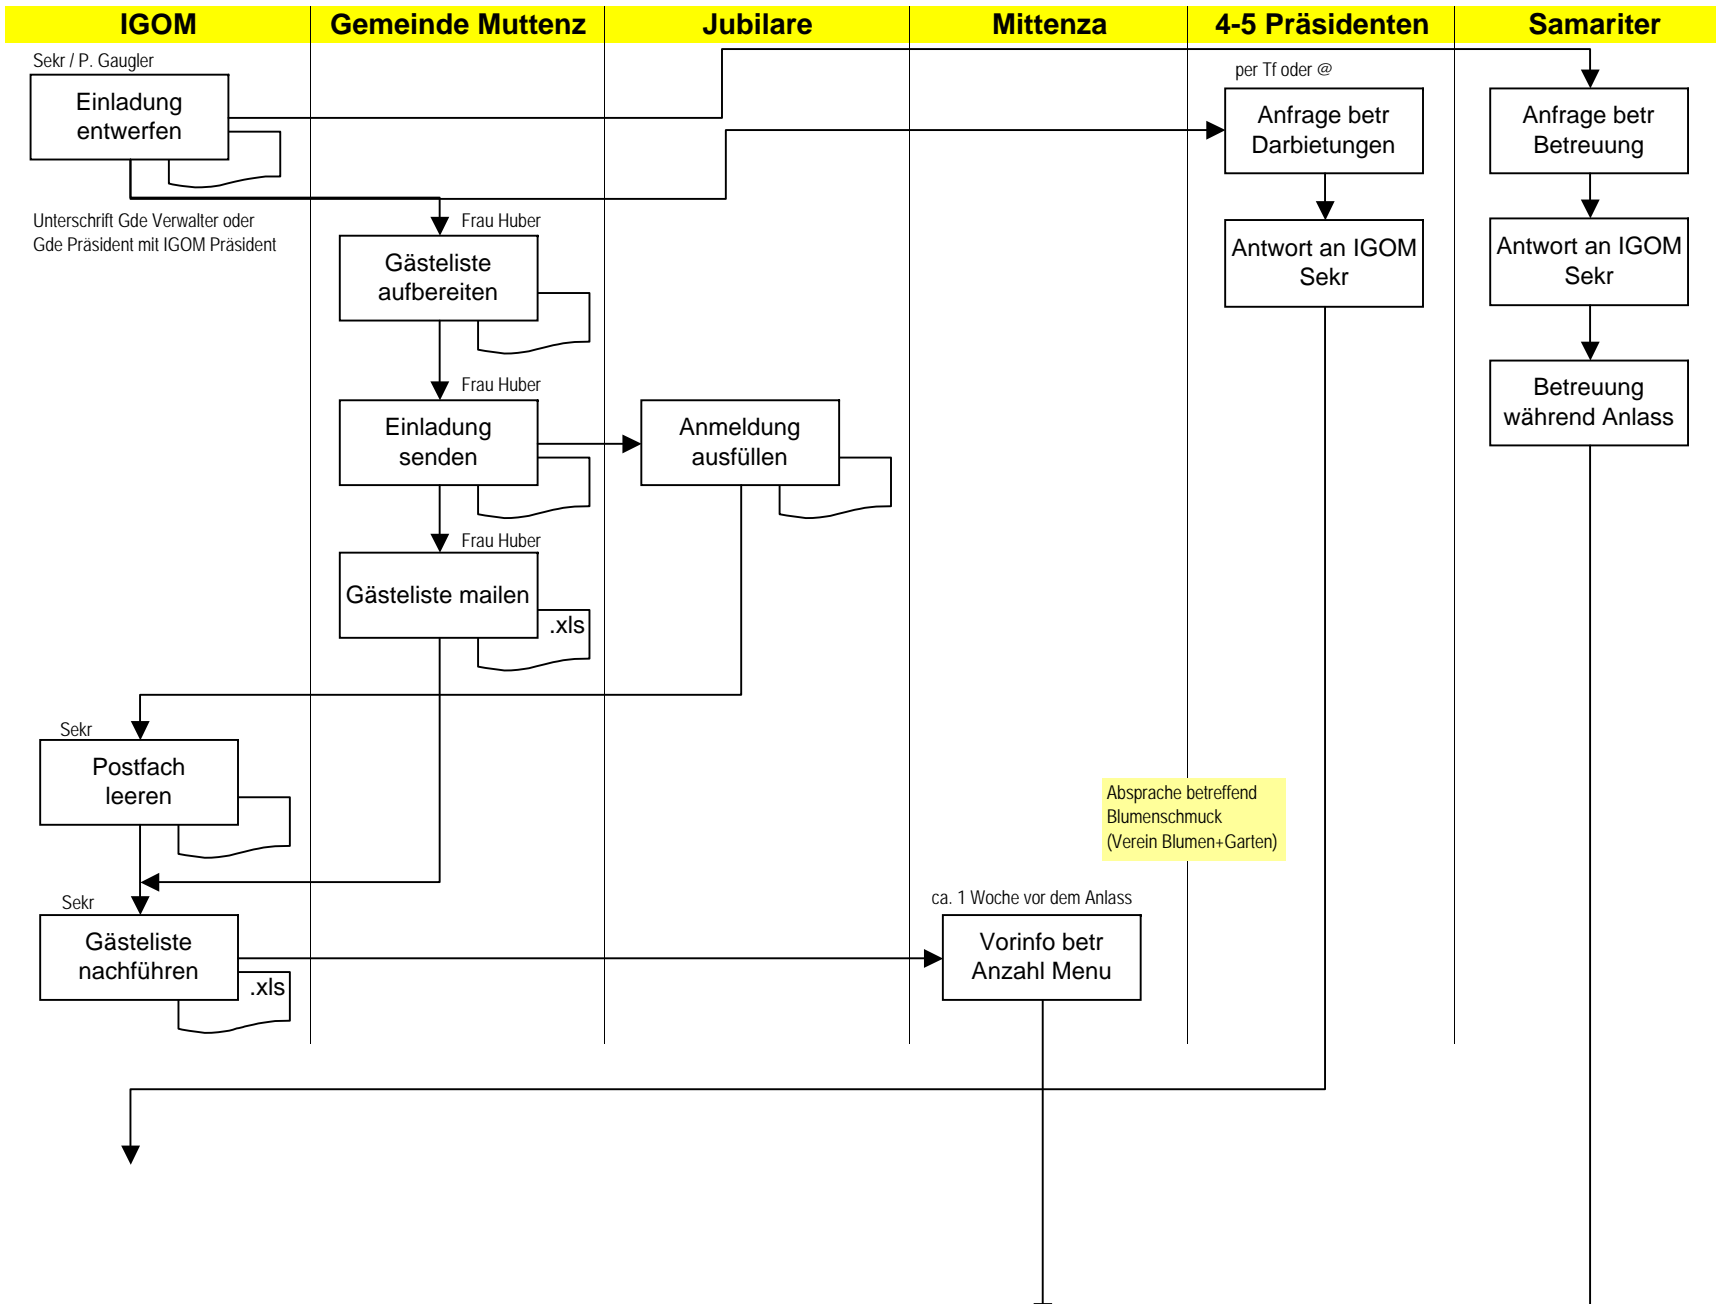 IGOM
Gemeinde Muttenz
Jubilare
Mittenza
4-5 Präsidenten
Samariter
Sekr / P. Gaugler
Einladung
entwerfen
per Tf oder @
Anfrage betr
Darbietungen
Anfrage betr
Betreuung
Unterschrift Gde Verwalter oder
Gde Präsident mit IGOM Präsident
Frau Huber
Gästeliste
aufbereiten
Antwort an IGOM
Sekr
Antwort an IGOM
Sekr
Frau Huber
Einladung
senden
Anmeldung
ausfüllen
Betreuung
während Anlass
Frau Huber
Gästeliste mailen
.xls
Sekr
Postfach
leeren
Absprache betreffend
Blumenschmuck
(Verein Blumen+Garten)
Sekr
Gästeliste
nachführen
.xls
ca. 1 Woche vor dem Anlass
Vorinfo betr
Anzahl Menu